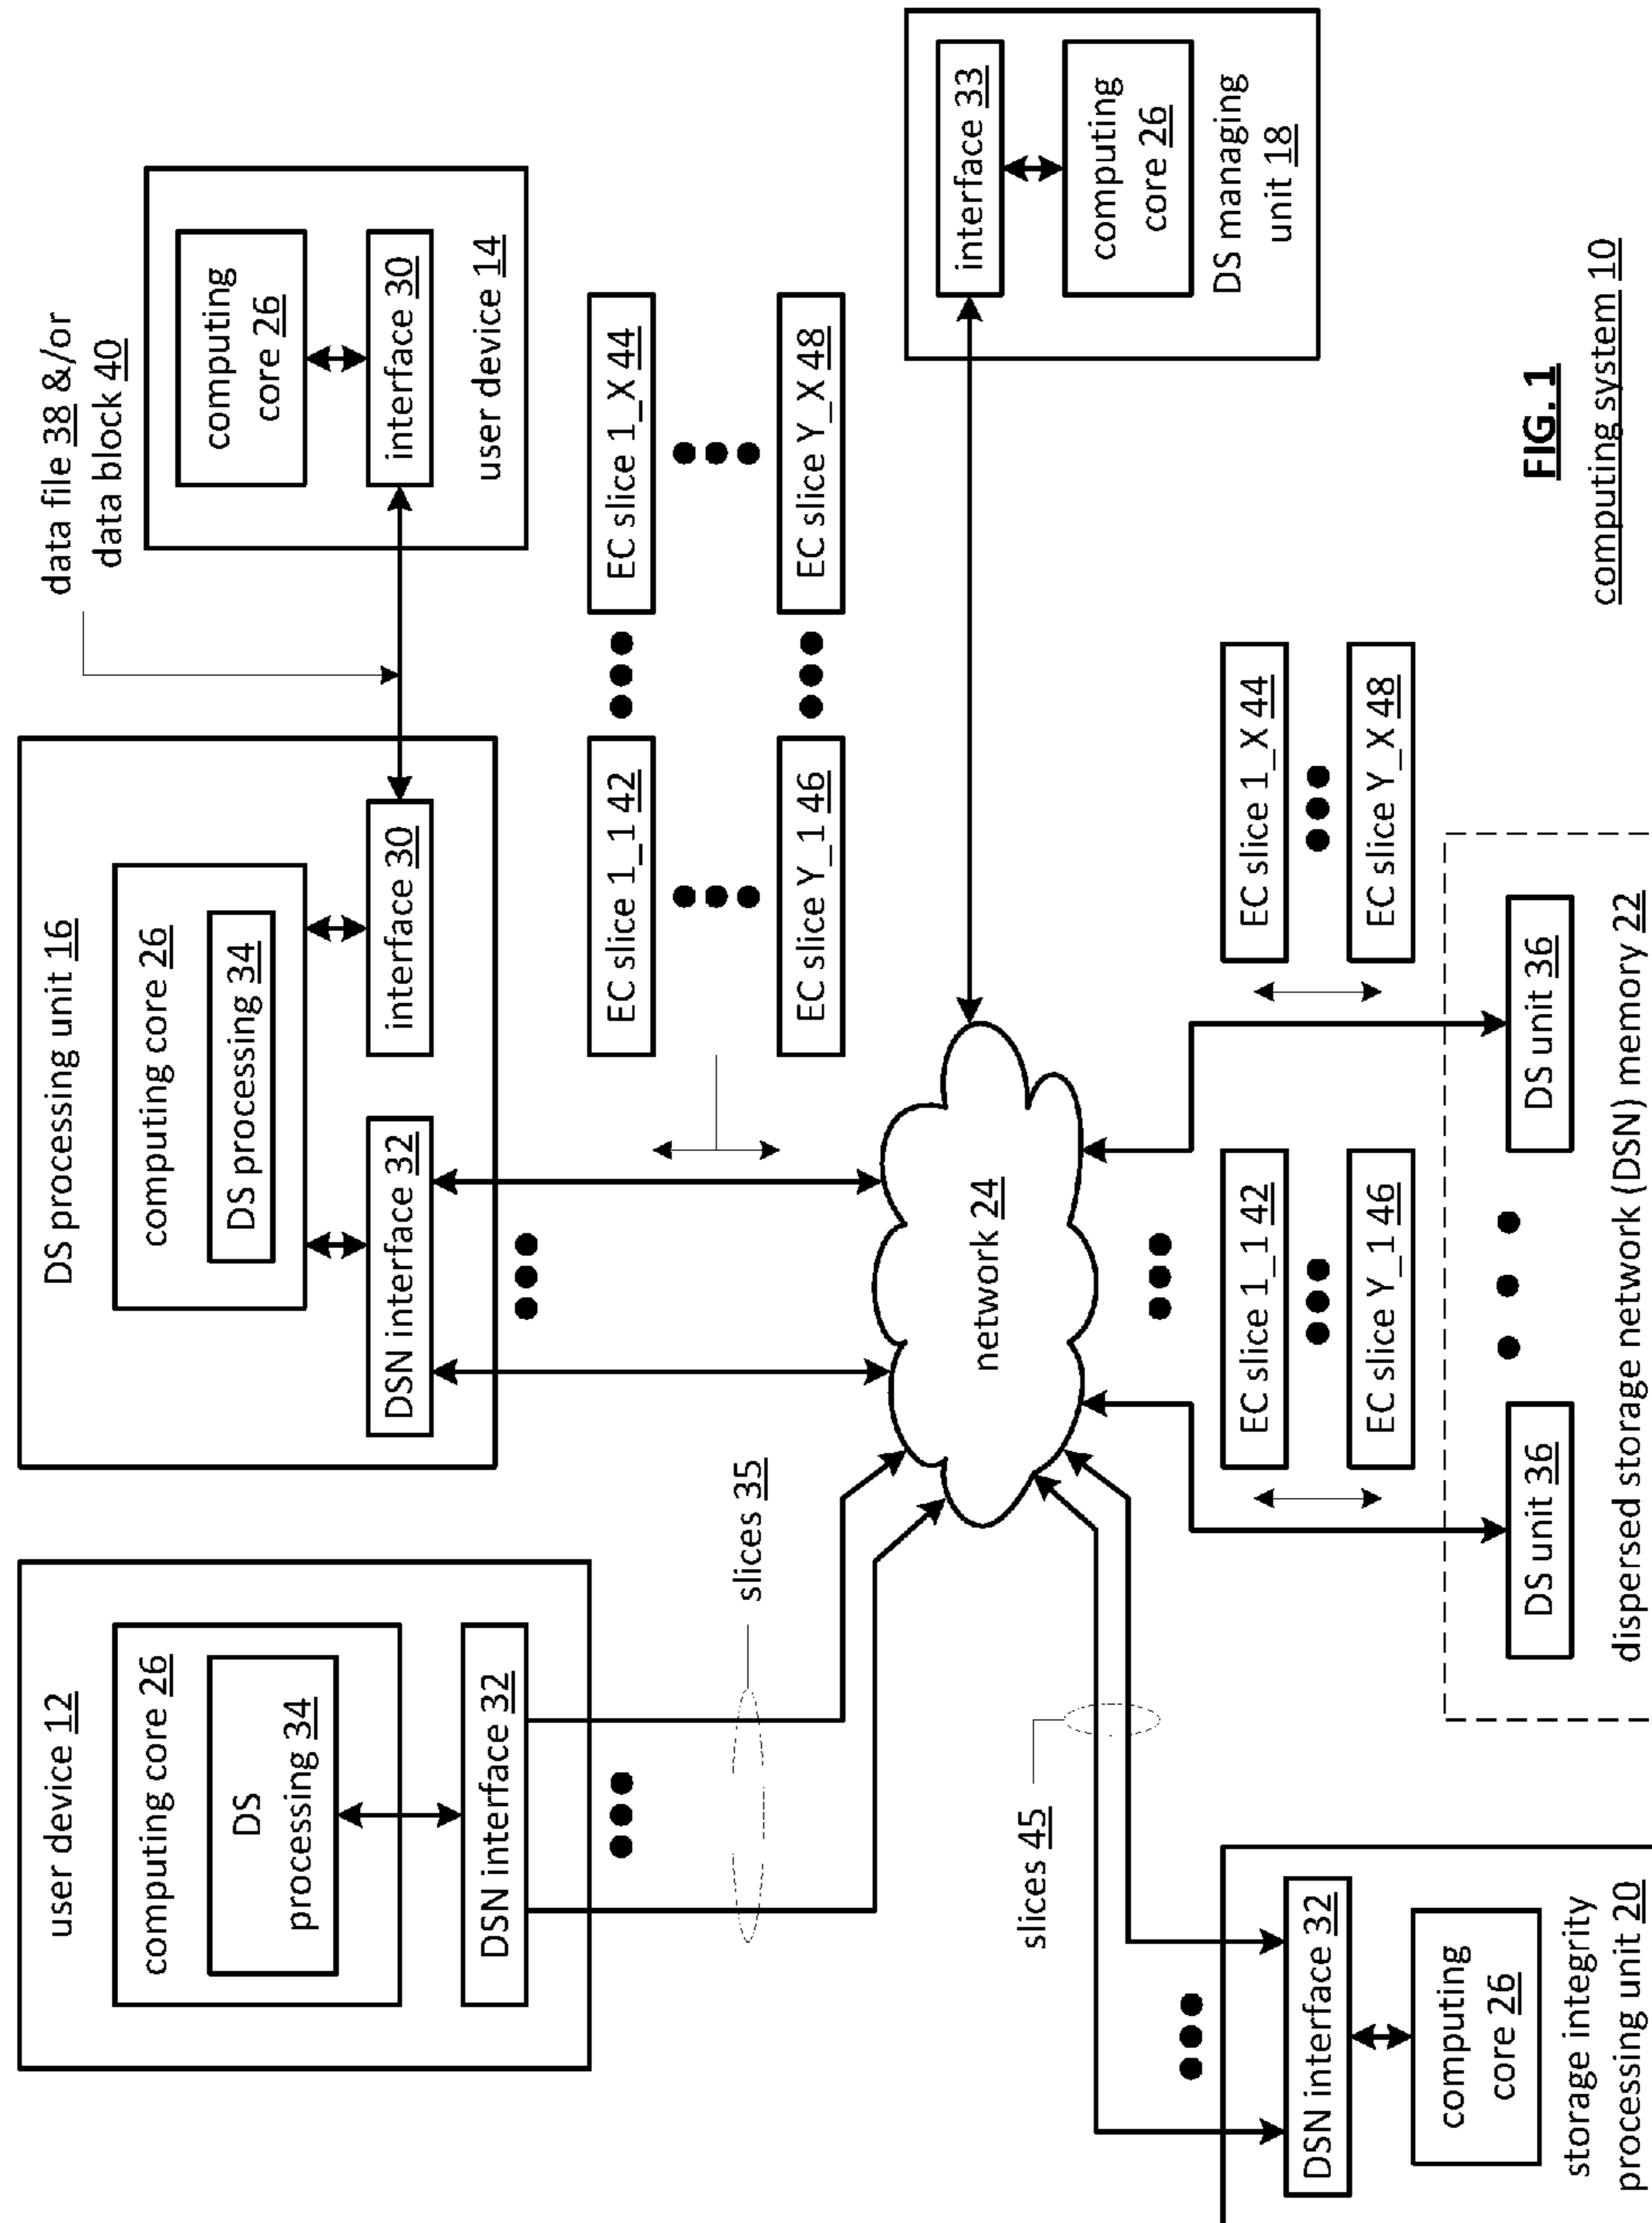 user device 12
computing core 26
DS
processing 34
DSN interface 32
slices 35
DS processing unit 16
computing core 26
DS processing 34
DSN interface 32
interface 30
data file 38 &/or
data block 40
computing
core 26
interface 30
user device 14
EC slice 1_1 42
EC slice 1_X 44
EC slice Y_1 46
EC slice Y_X 48
network 24
interface 33
computing
core 26
DS managing
unit 18
slices 45
DSN interface 32
computing
core 26
storage integrity
processing unit 20
EC slice 1_1 42
EC slice 1_X 44
EC slice Y_1 46
EC slice Y_X 48
DS unit 36
DS unit 36
dispersed storage network (DSN) memory 22
FIG. 1
computing system 10